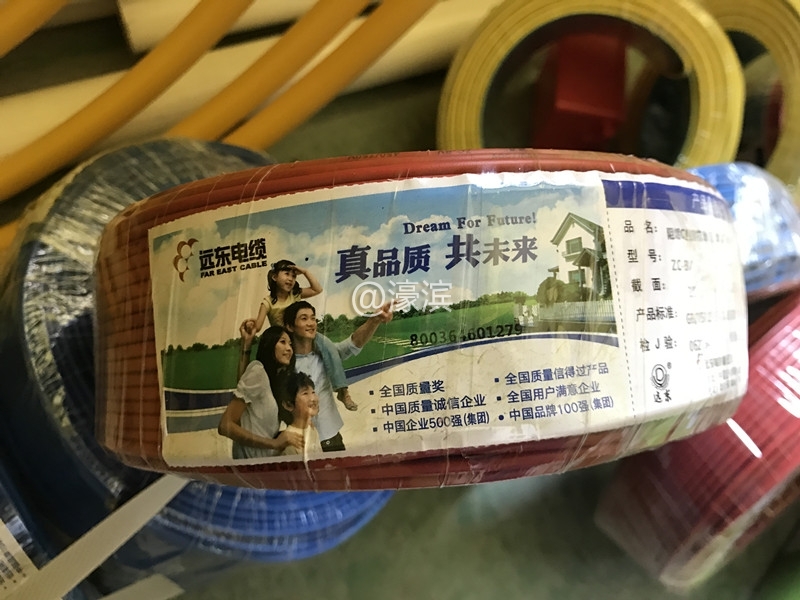 远东电缆
FAR EAST CABLE
Dream For Future!
真品质 共未来
@濠滨
全国质量奖
中国质量诚信企业
中国企业500强(集团)
全国质量信得过产品
全国用户满意企业
中国品牌100强(集团)
品 名：
型 号：
截 面：
产品标准：
检 验：
远东